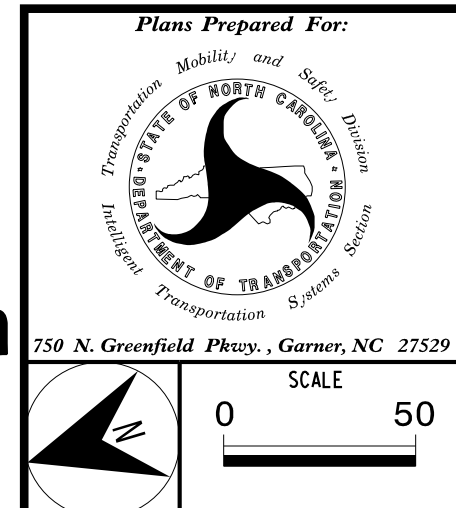 Plans Prepared For:
Transportation Mobility and Safety Division
STATE OF NORTH CAROLINA
DEPARTMENT OF TRANSPORTATION
Intelligent Transportation Systems Section
750 N. Greenfield Pkwy. , Garner, NC 27529
N
SCALE
0 50